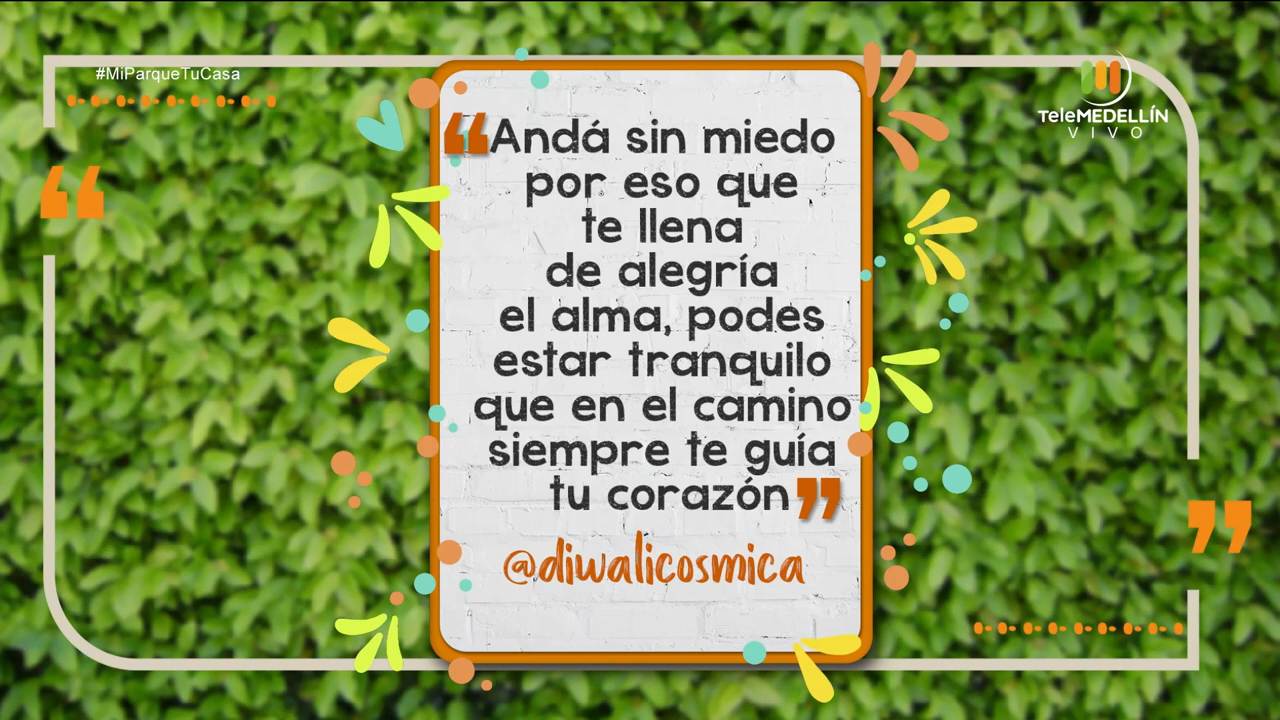 #MiParqueTuCasa
TeleMEDELLÍN
VIVO
“Andá sin miedo
por eso que
te llena
de alegría
el alma, podes
estar tranquilo
que en el camino
siempre te guía
tu corazón”
@diwalicosmica